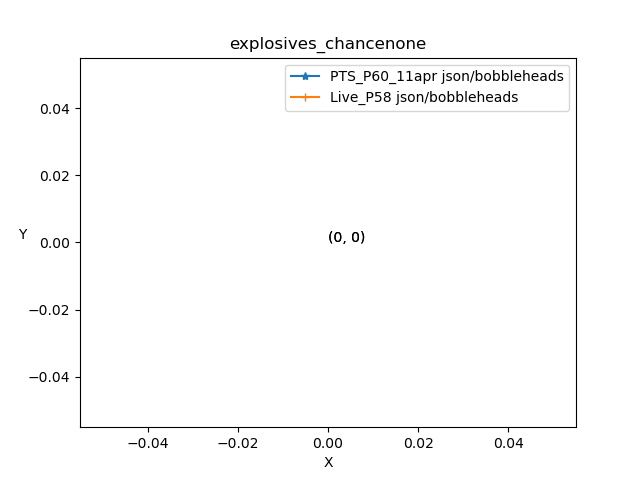 explosives_chancenone
PTS_P60_11apr json/bobbleheads
Live_P58 json/bobbleheads
0.04
0.02
Y 0.00
(0, 0)
−0.02
−0.04
−0.04 −0.02 0.00 0.02 0.04
X